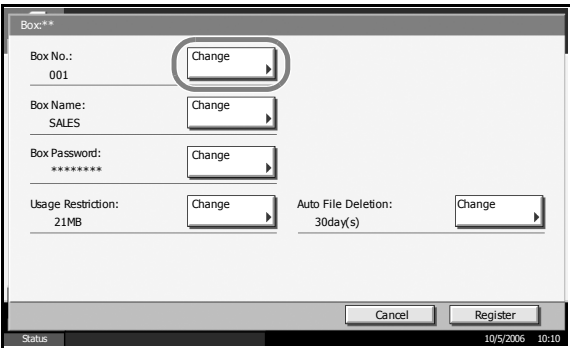 Box:**
Box No.:
001
Change
Box Name:
SALES
Change
Box Password:
********
Change
Usage Restriction:
21MB
Change
Auto File Deletion:
30day(s)
Change
Cancel
Register
Status
10/5/2006 10:10